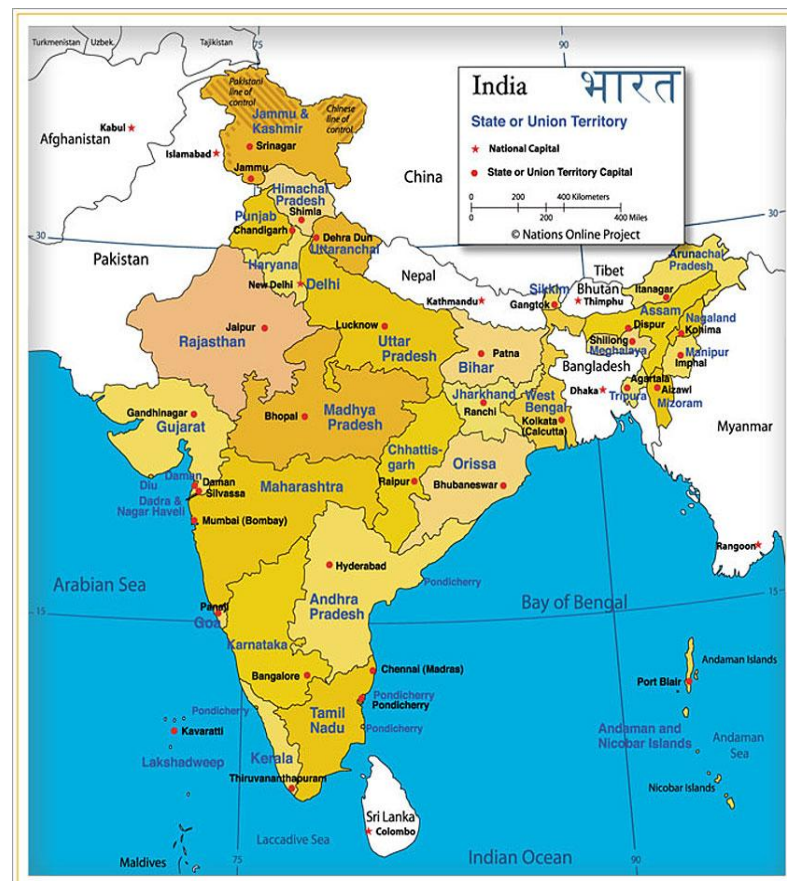 Turkmenistan
Uzbek.
Tajikistan
75
90
Pakistani
line of
control
Chinese
line of
control
Jammu &
Kashmir
Srinagar
Jammu
Kabul
Afghanistan
Islamabad
India भारत
State or Union Territory
National Capital
State or Union Territory Capital
0 200 400 Kilometers
0 200 400 Miles
© Nations Online Project
China
Himachal
Pradesh
Shimla
Punjab
Chandigarh
Dehra Dun
Uttaranchal
30
30
Pakistan
Haryana
New Delhi
Delhi
Nepal
Kathmandu
Sikkim
Gangtok
Tibet
Bhutan
Thimphu
Arunachal
Pradesh
Itanagar
Assam
Dispur
Nagaland
Kohima
Shillong
Meghalaya
Manipur
Imphal
Jaipur
Rajasthan
Lucknow
Uttar
Pradesh
Patna
Bihar
Bangladesh
Dhaka
Agartala
Tripura
Aizawl
Mizoram
Gandhinagar
Gujarat
Bhopal
Madhya
Pradesh
Jharkhand
Ranchi
West
Bengal
Kolkata
(Calcutta)
Myanmar
Chhattis-
garh
Raipur
Orissa
Bhubaneswar
Daman
Diu
Daman
Silvassa
Dadra &
Nagar Haveli
Maharashtra
Mumbai (Bombay)
Rangoon
Hyderabad
Andhra
Pradesh
Pondicherry
Arabian Sea
Bay of Bengal
15
15
Panaji
Goa
Karnataka
Bangalore
Chennai (Madras)
Pondicherry
Pondicherry
Pondicherry
Pondicherry
Tamil
Nadu
Kavaratti
Lakshadweep
Kerala
Thiruvananthapuram
Andaman Islands
Port Blair
Andaman and
Nicobar Islands
Andaman
Sea
Nicobar Islands
Sri Lanka
Colombo
Laccadive Sea
Maldives
75
Indian Ocean
90